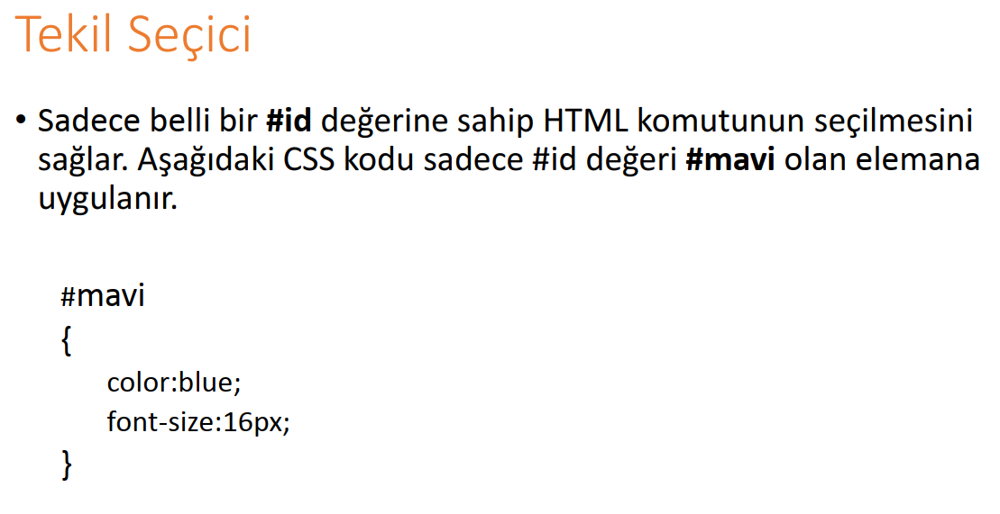 Tekil Seçici
• Sadece belli bir #id değerine sahip HTML komutunun seçilmesini
sağlar. Aşağıdaki CSS kodu sadece #id değeri #mavi olan elemana
uygulanır.
#mavi
{
color:blue;
font-size:16px;
}